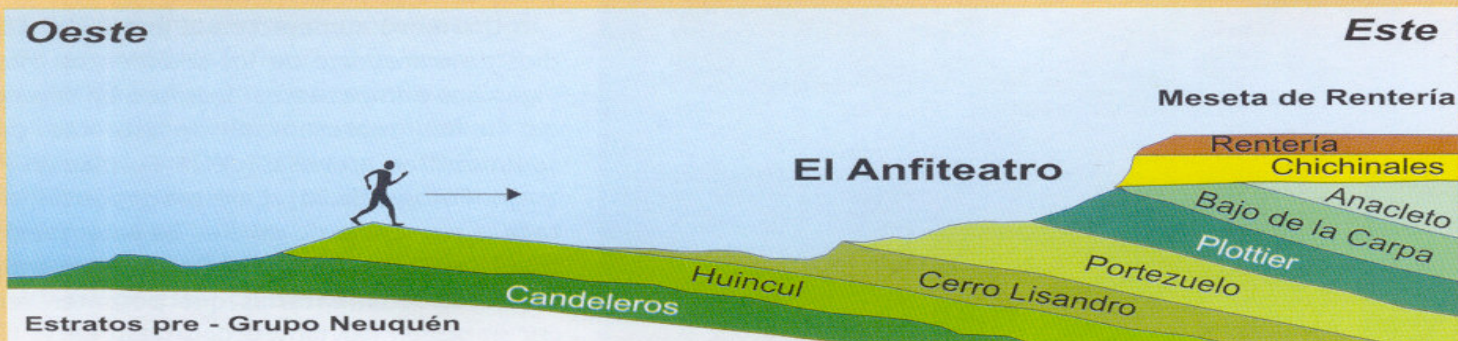 Oeste
Este
Meseta de Rentería
Rentería
El Anfiteatro
Chichinales
Anacleto
Bajo de la Carpa
Plottier
Portezuelo
Huincul
Cerro Lisandro
Candeleros
Estratos pre - Grupo Neuquén